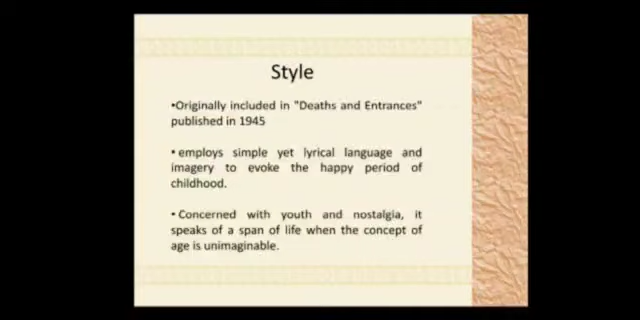 Style
•Originally included in "Deaths and Entrances"
published in 1945
• employs simple yet lyrical language and
imagery to evoke the happy period of
childhood.
• Concerned with youth and nostalgia, it
speaks of a span of life when the concept of
age is unimaginable.